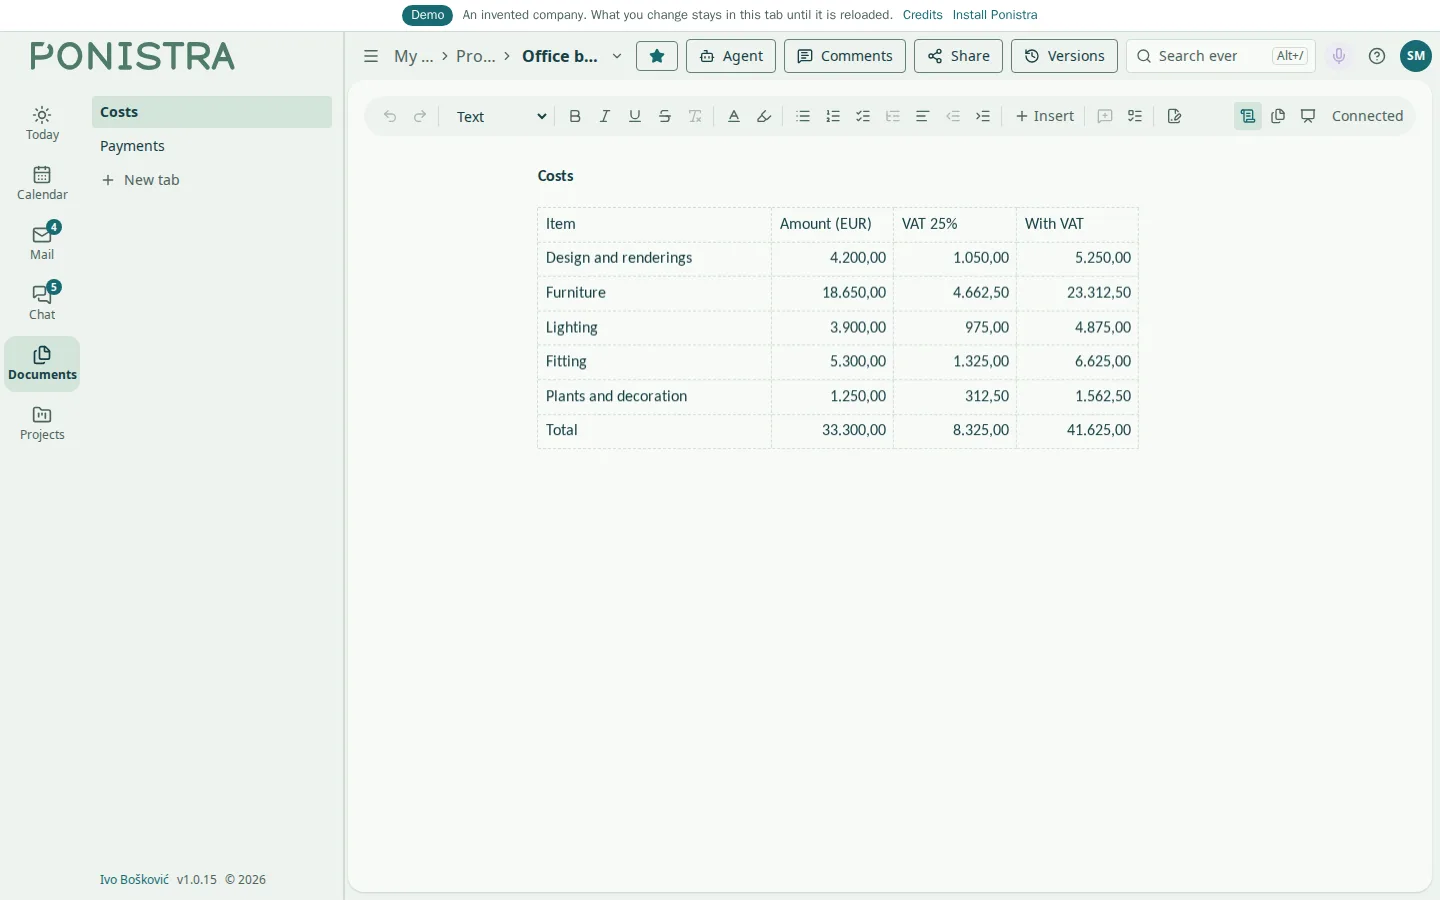 Demo An invented company. What you change stays in this tab until it is reloaded. Credits Install Ponistra
PONISTRA
My ... Pro... Office b... Agent Comments Share Versions Search ever Alt+/ SM
Today
Calendar
4
Mail
5
Chat
Documents
Projects
Costs
Payments
New tab
Text Insert Connected
Costs
Item Amount (EUR) VAT 25% With VAT
Design and renderings 4.200,00 1.050,00 5.250,00
Furniture 18.650,00 4.662,50 23.312,50
Lighting 3.900,00 975,00 4.875,00
Fitting 5.300,00 1.325,00 6.625,00
Plants and decoration 1.250,00 312,50 1.562,50
Total 33.300,00 8.325,00 41.625,00
Ivo Bošković v1.0.15 © 2026